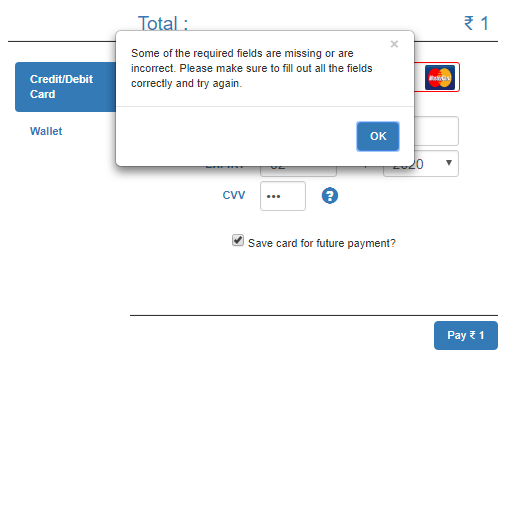 Total : ₹ 1
×
Some of the required fields are missing or are
incorrect. Please make sure to fill out all the fields
correctly and try again.
OK
Credit/Debit
Card
MasterCard
Wallet
2020
CVV •••
?
Save card for future payment?
Pay ₹ 1